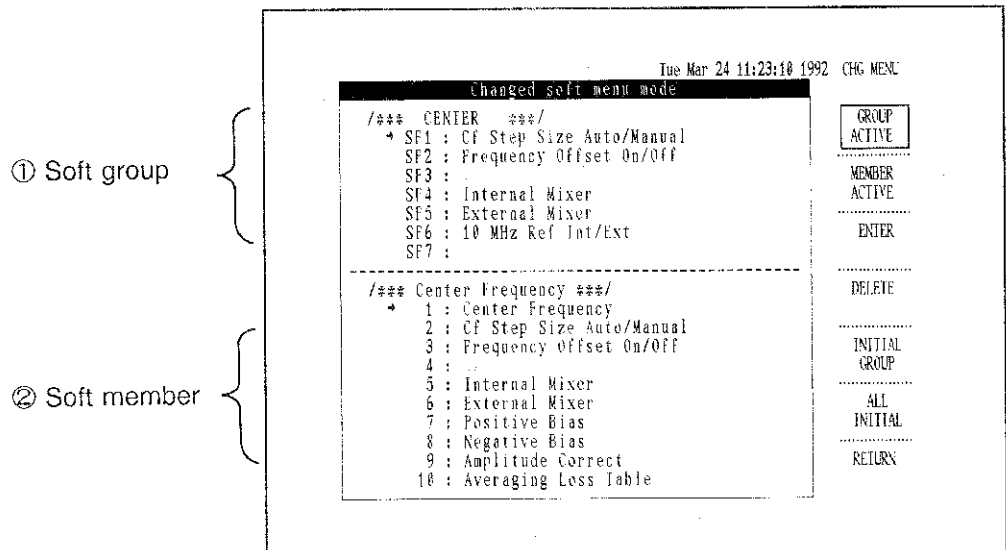 Tue Mar 24 11:23:10 1992 CHG MENU
Changed soft menu mode
/*** CENTER ***/
→ SF1 : Cf Step Size Auto/Manual
SF2 : Frequency Offset On/Off
SF3 :
SF4 : Internal Mixer
SF5 : External Mixer
SF6 : 10 MHz Ref Int/Ext
SF7 :
① Soft group
/*** Center Frequency ***/
→ 1 : Center Frequency
2 : Cf Step Size Auto/Manual
3 : Frequency Offset On/Off
4 :
5 : Internal Mixer
6 : External Mixer
7 : Positive Bias
8 : Negative Bias
9 : Amplitude Correct
10 : Averaging Loss Table
② Soft member
GROUP
ACTIVE
MEMBER
ACTIVE
ENTER
DELETE
INITIAL
GROUP
ALL
INITIAL
RETURN